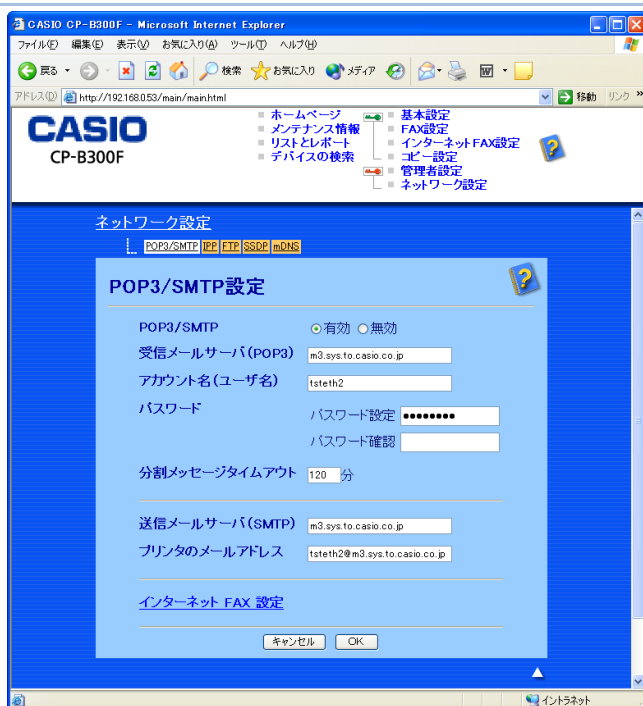 CASIO CP-B300F - Microsoft Internet Explorer
ファイル(F) 編集(E) 表示(V) お気に入り(A) ツール(T) ヘルプ(H)
戻る 検索 お気に入り メディア
アドレス(D) http://192.168.0.53/main/main.html 移動 リンク »
CASIO
CP-B300F
ホームページ
メンテナンス情報
リストとレポート
デバイスの検索
基本設定
FAX設定
インターネットFAX設定
コピー設定
管理者設定
ネットワーク設定
ネットワーク設定
POP3/SMTP IPP FTP SSDP mDNS
POP3/SMTP設定
POP3/SMTP 有効 無効
受信メールサーバ(POP3) m3.sys.to.casio.co.jp
アカウント名(ユーザ名) tsteth2
パスワード パスワード設定 ●●●●●●●●
パスワード確認
分割メッセージタイムアウト 120 分
送信メールサーバ(SMTP) m3.sys.to.casio.co.jp
プリンタのメールアドレス tsteth2@m3.sys.to.casio.co.jp
インターネット FAX 設定
キャンセル OK
イントラネット